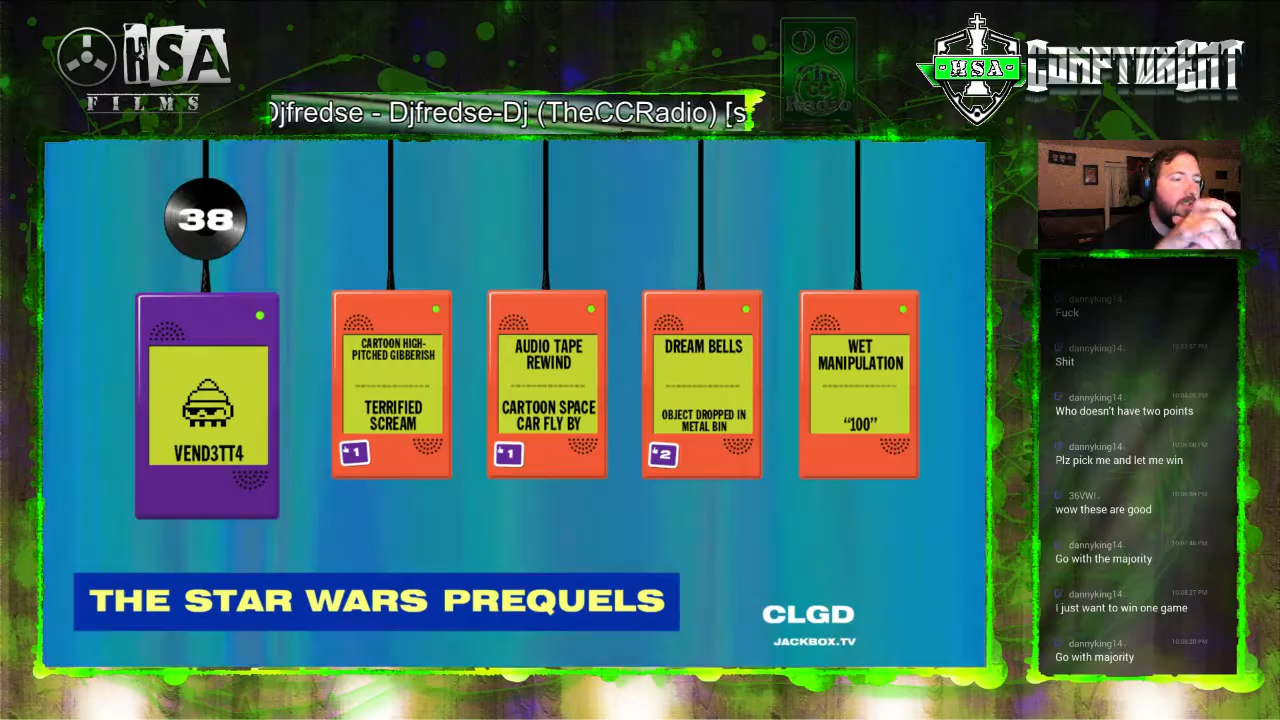 HSA
FILMS
Djfredse - Djfredse-Dj (TheCCRadio) [s
The
CC
Radio
HSA
COMPTURENT
38
VEND3TT4
CARTOON HIGH-
PITCHED GIBBERISH
TERRIFIED
SCREAM
1
AUDIO TAPE
REWIND
CARTOON SPACE
CAR FLY BY
1
DREAM BELLS
OBJECT DROPPED IN
METAL BIN
2
WET
MANIPULATION
“100”
THE STAR WARS PREQUELS
CLGD
JACKBOX.TV
dannyking14
Fuck
dannyking14
Shit
dannyking14
Who doesn't have two points
dannyking14
Plz pick me and let me win
36VWI
wow these are good
dannyking14
Go with the majority
dannyking14
I just want to win one game
dannyking14
Go with majority